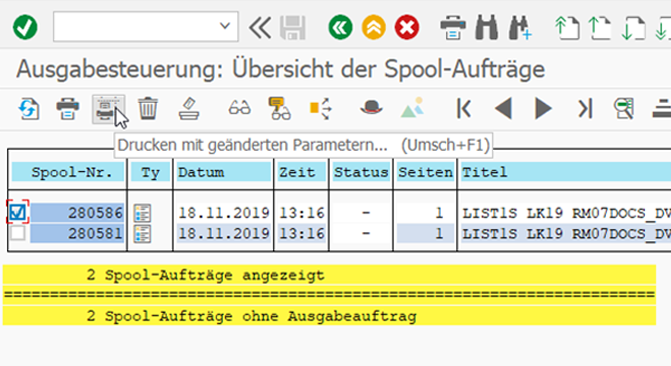 Ausgabesteuerung: Übersicht der Spool-Aufträge
Drucken mit geänderten Parametern... (Umsch+F1)
Spool-Nr. Ty Datum Zeit Status Seiten Titel
280586 18.11.2019 13:16 - 1 LIST1S LK19 RM07DOCS_DV
280581 18.11.2019 13:16 - 1 LIST1S LK19 RM07DOCS_DV
2 Spool-Aufträge angezeigt
2 Spool-Aufträge ohne Ausgabeauftrag